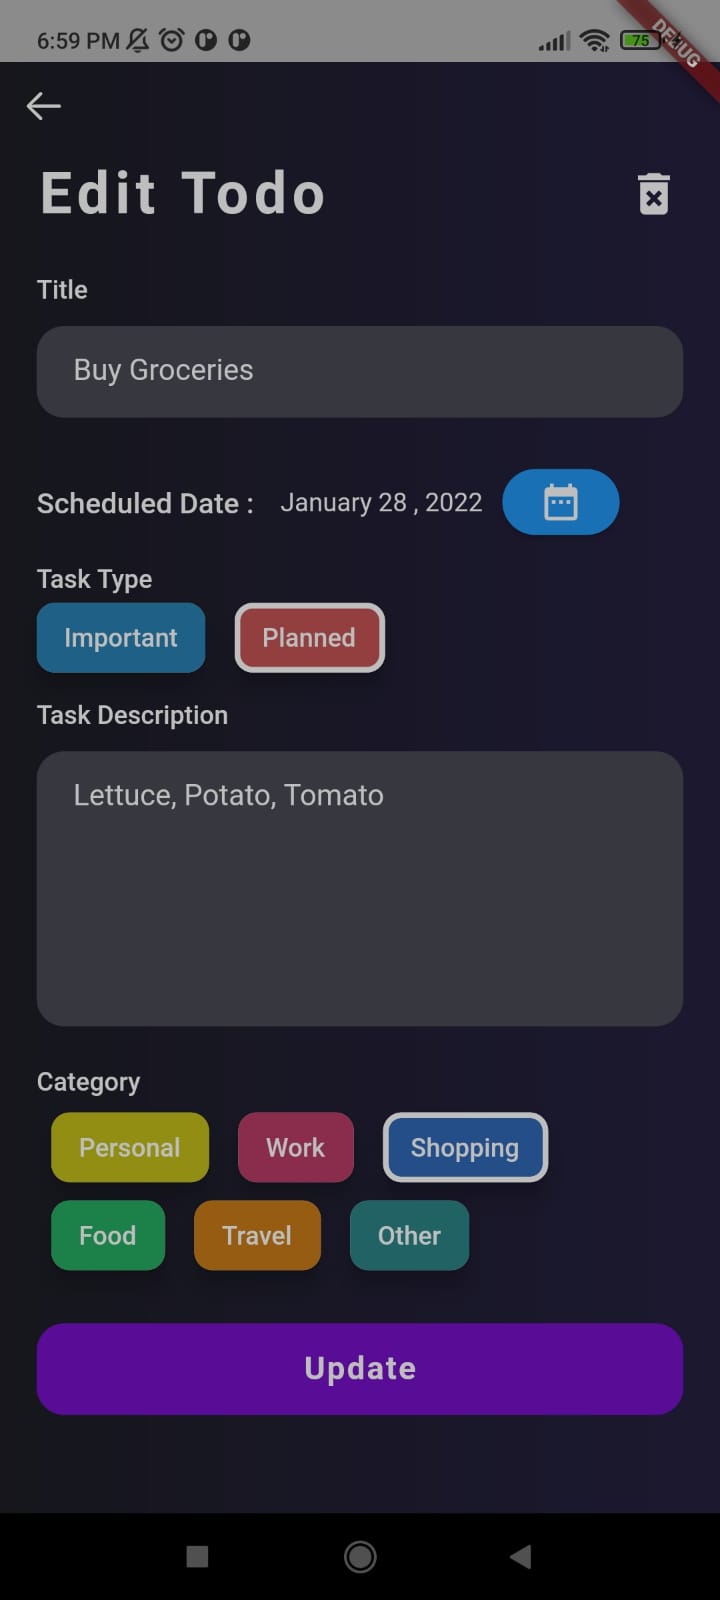 6:59 PM
75
DEBUG
Edit Todo
Title
Buy Groceries
Scheduled Date : January 28 , 2022
Task Type
Important Planned
Task Description
Lettuce, Potato, Tomato
Category
Personal Work Shopping
Food Travel Other
Update